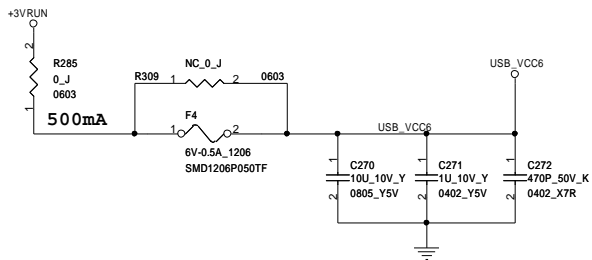 +3VRUN
2
R285
0_J
0603
1
500mA
R309 1 NC_0_J 2 0603
1 F4 2
6V-0.5A_1206
SMD1206P050TF
USB_VCC6
USB_VCC6
1 C270
10U_10V_Y
2 0805_Y5V
1 C271
1U_10V_Y
2 0402_Y5V
1 C272
470P_50V_K
2 0402_X7R